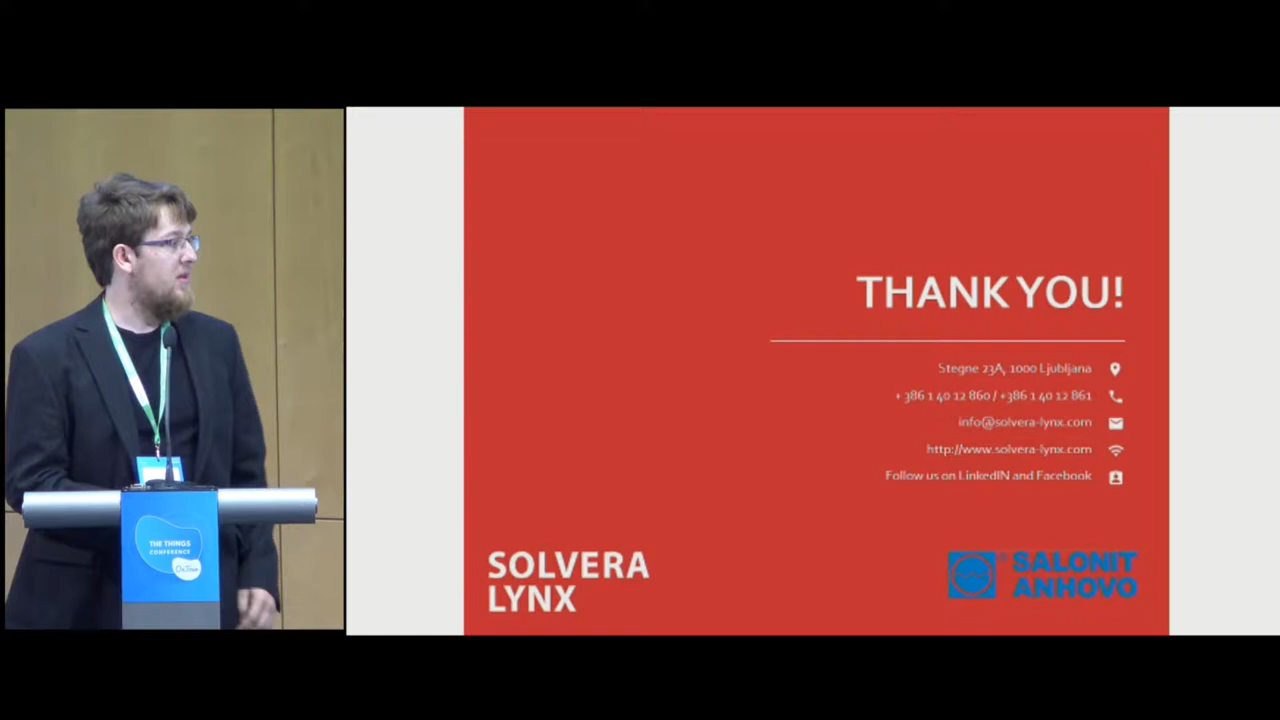 THANK YOU!
Stegne 23A, 1000 Ljubljana
+ 386 1 40 12 860 / +386 1 40 12 861
info@solvera-lynx.com
http://www.solvera-lynx.com
Follow us on LinkedIN and Facebook
SOLVERA
LYNX
SALONIT
ANHOVO
THE THINGS
CONFERENCE
On Tour